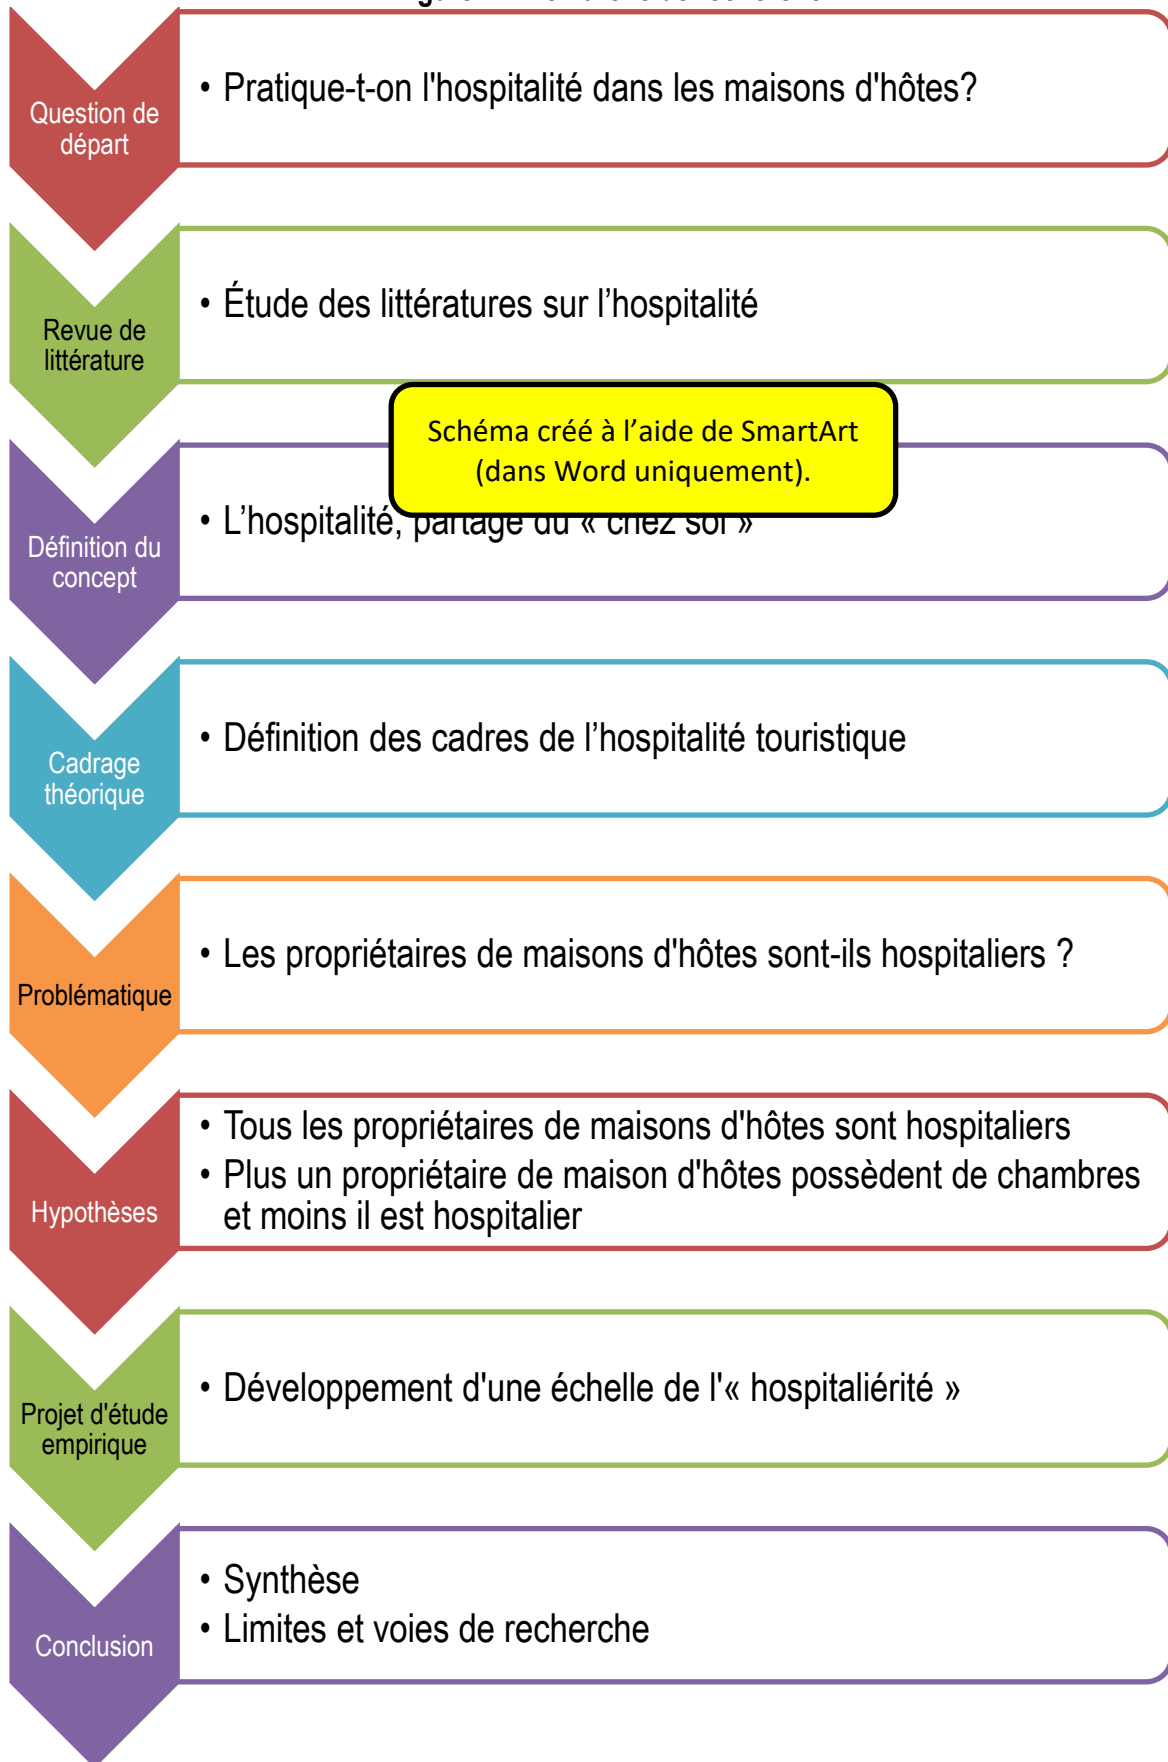 Question de
départ
• Pratique-t-on l'hospitalité dans les maisons d'hôtes?
Revue de
littérature
• Étude des littératures sur l’hospitalité
Schéma créé à l’aide de SmartArt
(dans Word uniquement).
Définition du
concept
• L’hospitalité, partage du « chez soi »
Cadrage
théorique
• Définition des cadres de l’hospitalité touristique
Problématique
• Les propriétaires de maisons d'hôtes sont-ils hospitaliers ?
Hypothèses
• Tous les propriétaires de maisons d'hôtes sont hospitaliers
• Plus un propriétaire de maison d'hôtes possèdent de chambres
et moins il est hospitalier
Projet d'étude
empirique
• Développement d'une échelle de l'« hospitaliérité »
Conclusion
• Synthèse
• Limites et voies de recherche